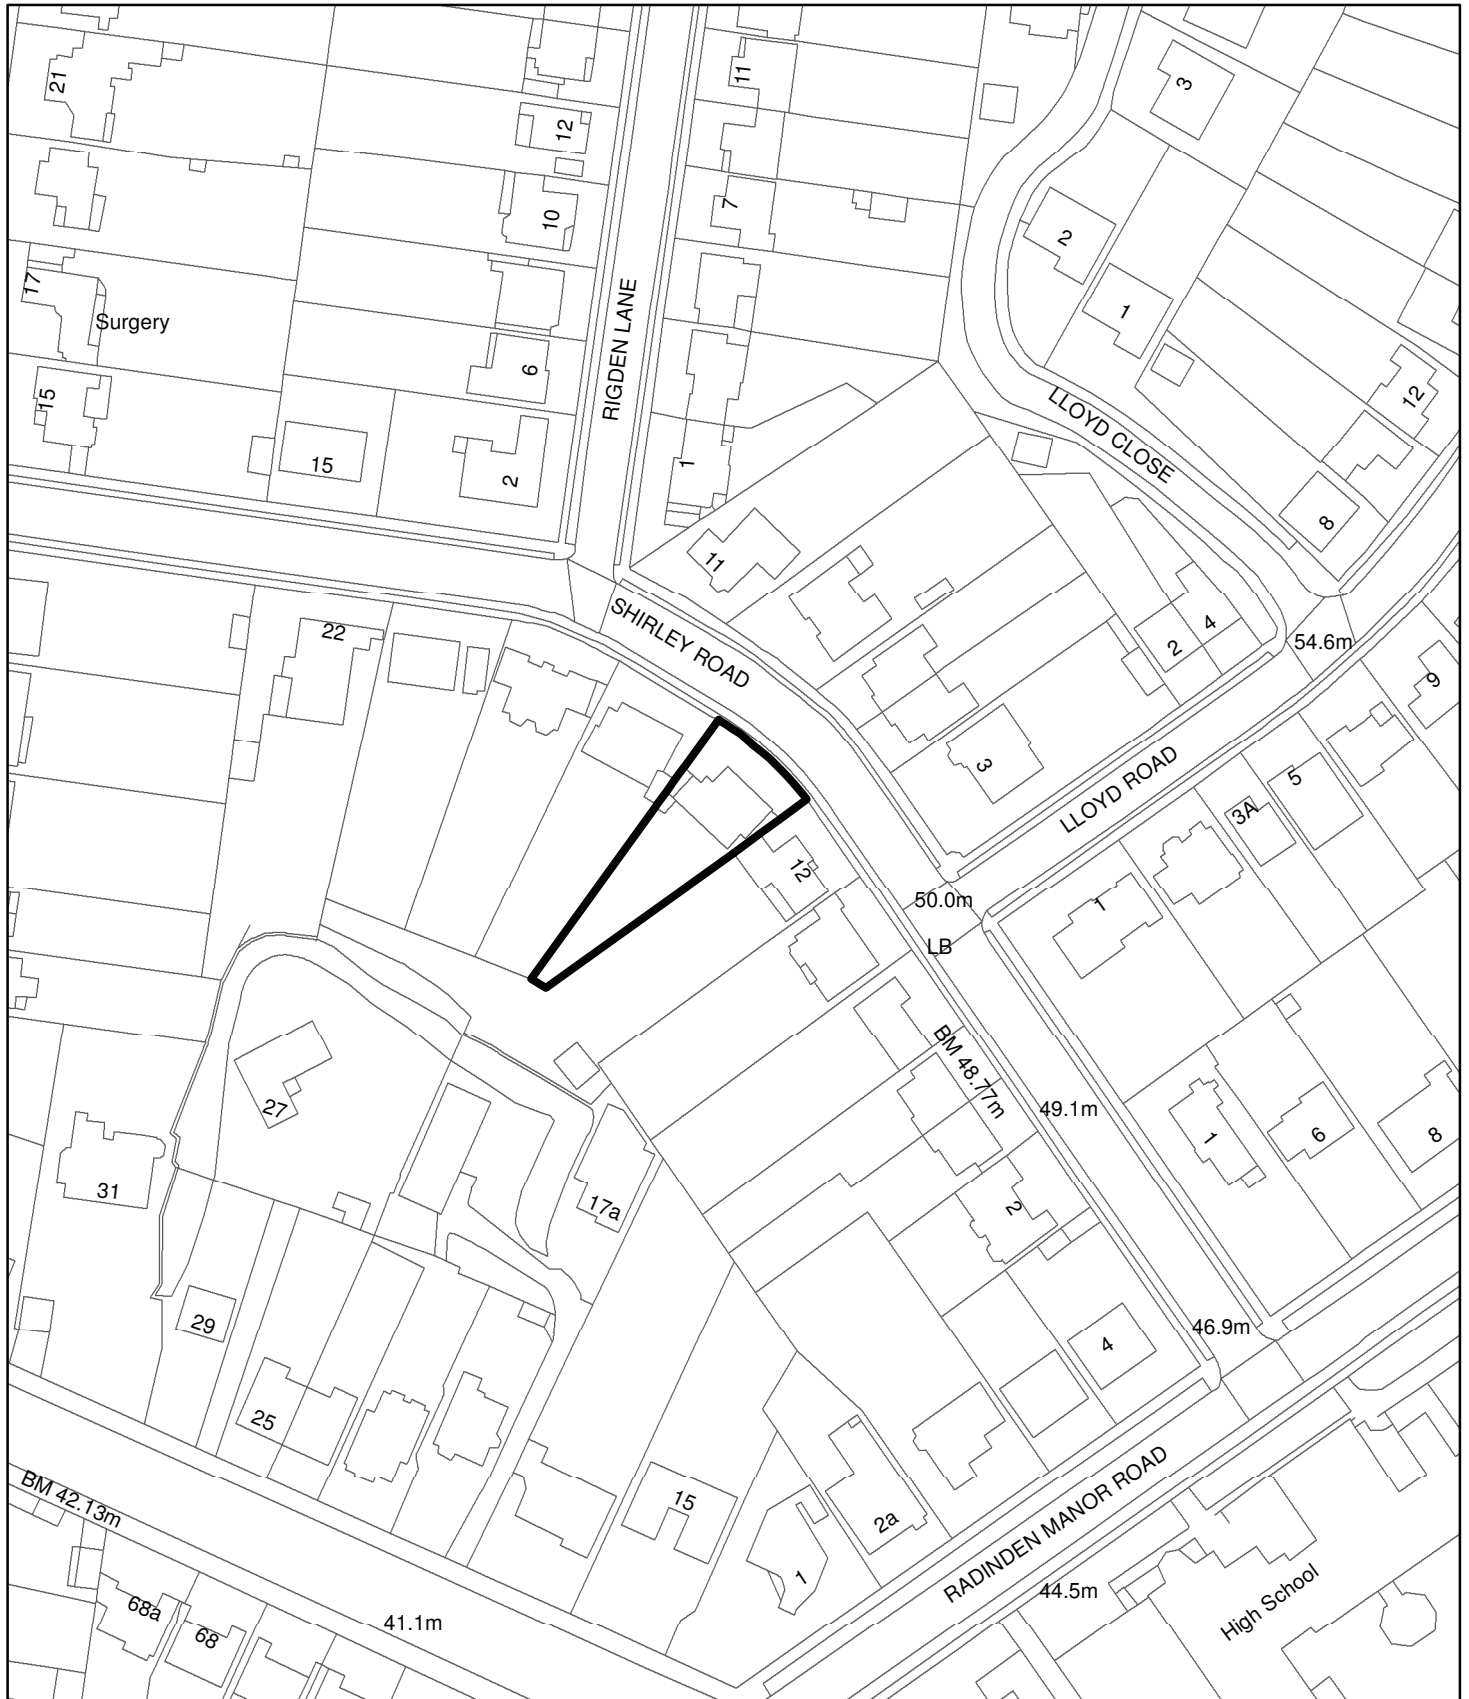 21
12
11
3
10
7
2
17
Surgery
1
6
RIGDEN LANE
15
15
2
1
LLOYD CLOSE
12
8
11
SHIRLEY ROAD
22
2
4
54.6m
9
3
LLOYD ROAD
5
3A
12
50.0m
1
LB
BM 48.77m
49.1m
27
31
17a
1
6
8
2
29
46.9m
4
25
15
2a
1
BM 42.13m
RADINDEN MANOR ROAD
44.5m
High School
68a
68
41.1m